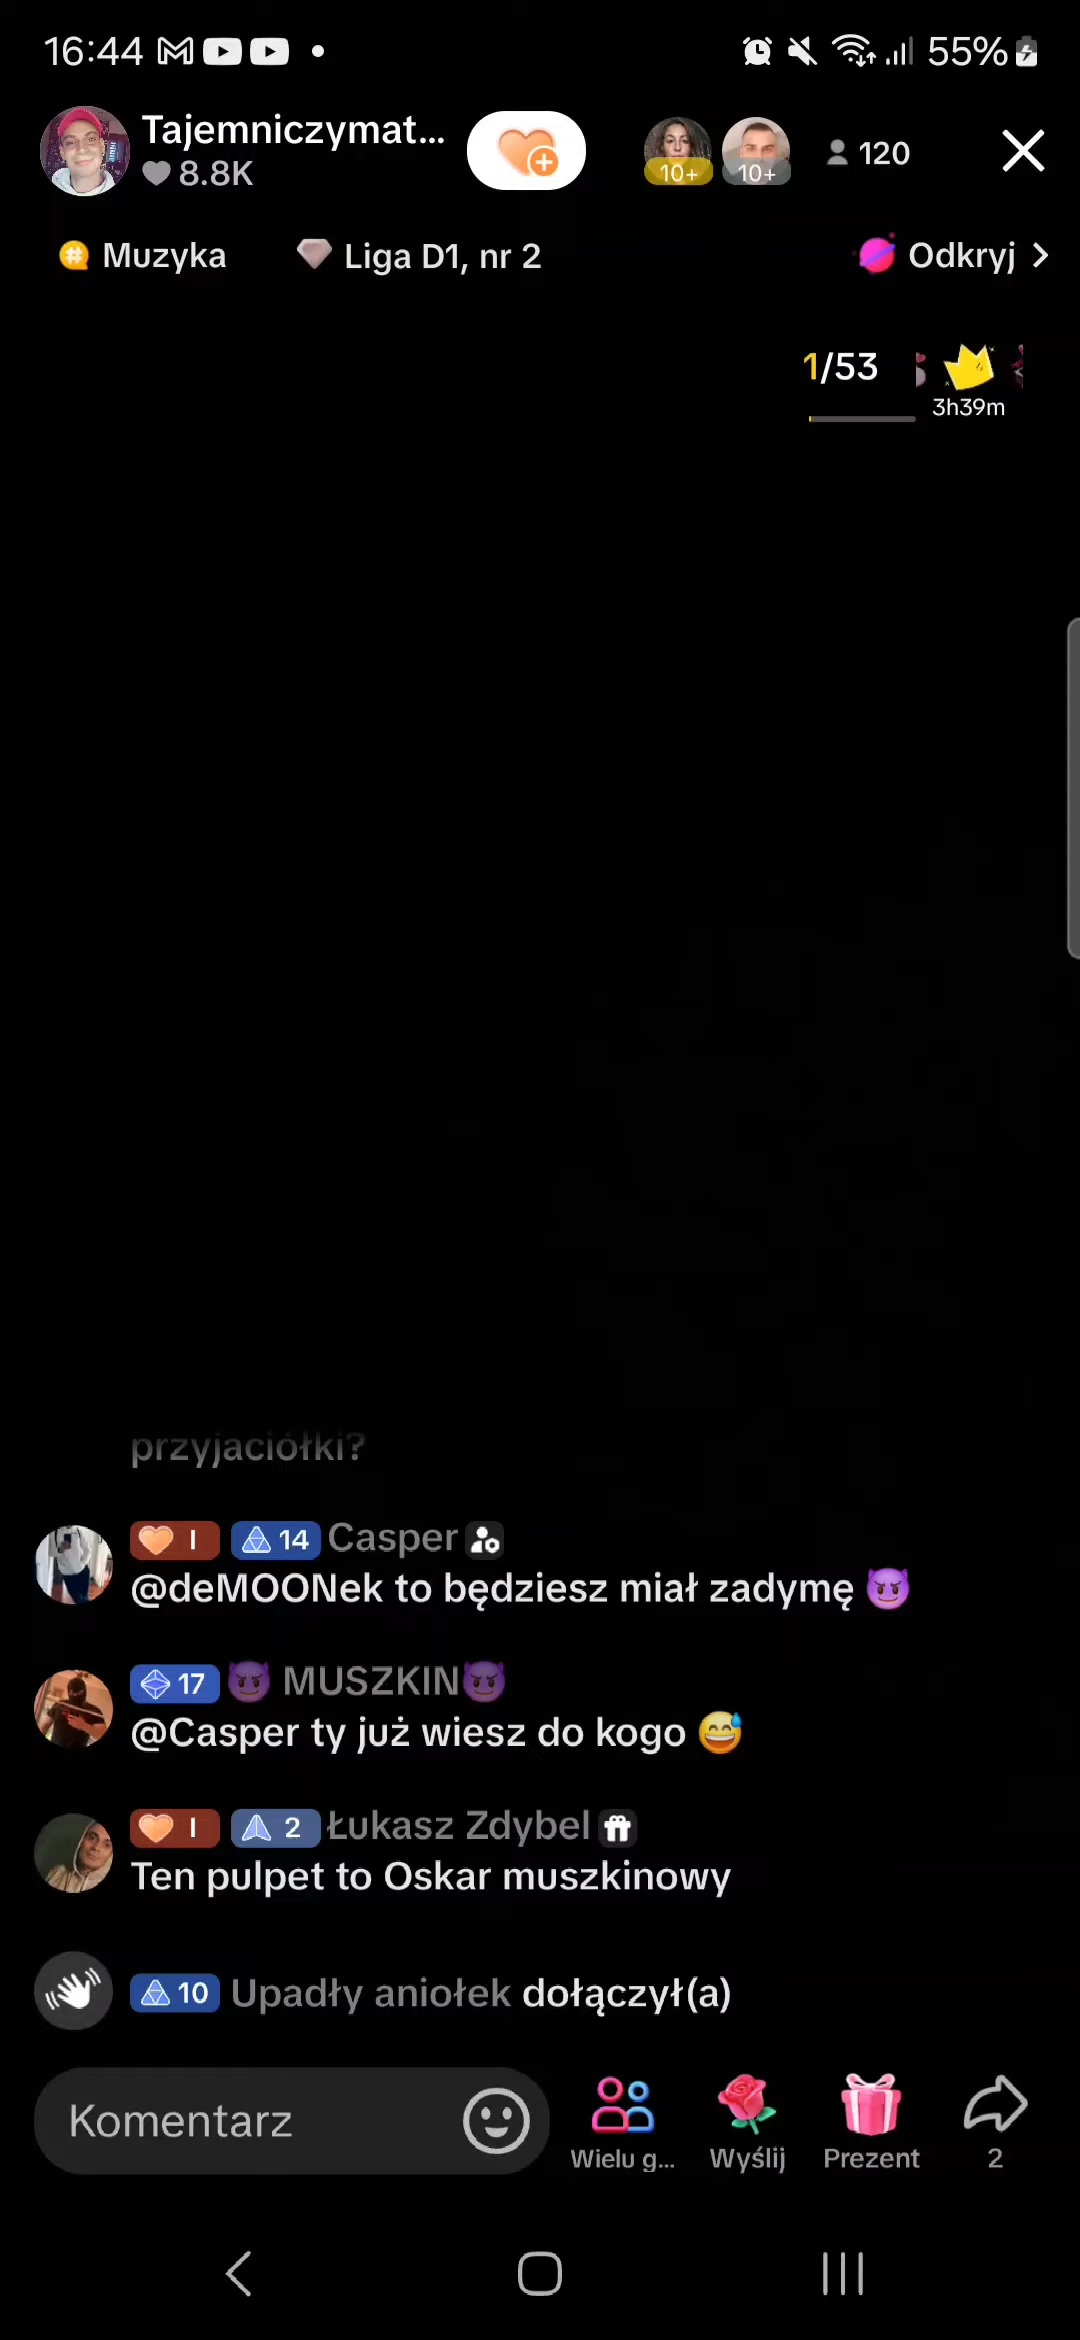 16:44 55%
Tajemniczymat...
8.8K
10+ 10+ 120
Muzyka Liga D1, nr 2 Odkryj
1/53
3h39m
przyjaciółki?
I 14 Casper
@deMOONek to będziesz miał zadymę 😈
17 😈 MUSZKIN😈
@Casper ty już wiesz do kogo 😅
I 2 Łukasz Zdybel
Ten pulpet to Oskar muszkinowy
10 Upadły aniołek dołączył(a)
Komentarz
Wielu g... Wyślij Prezent 2